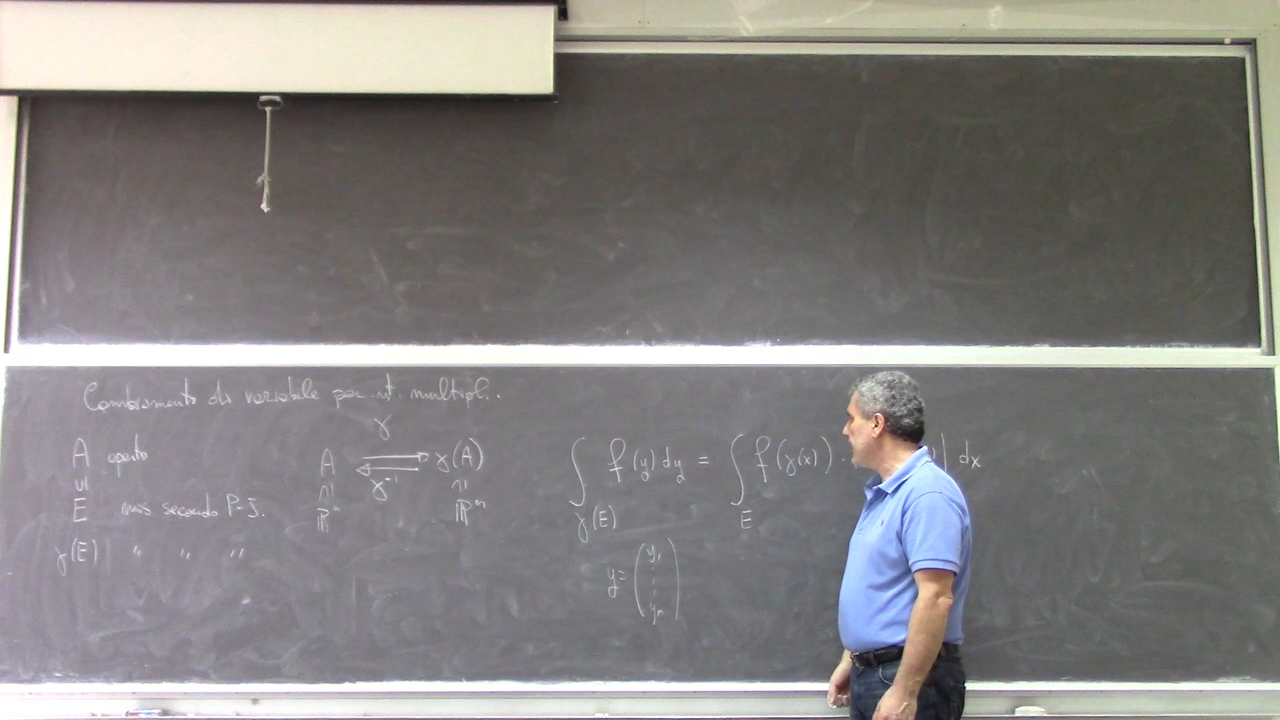 Cambiamento di variabile per int. multipli.
A aperto
∪ı
E mis secondo P-J.
γ(E) " " "
γ
A ⇄ γ(A)
γ⁻¹
∩ı ∩ı
ℝⁿ ℝⁿ
∫ f(y) dy = ∫ f(γ(x)) · | dx
γ(E) E
y = (y₁ ⋮ yₙ)